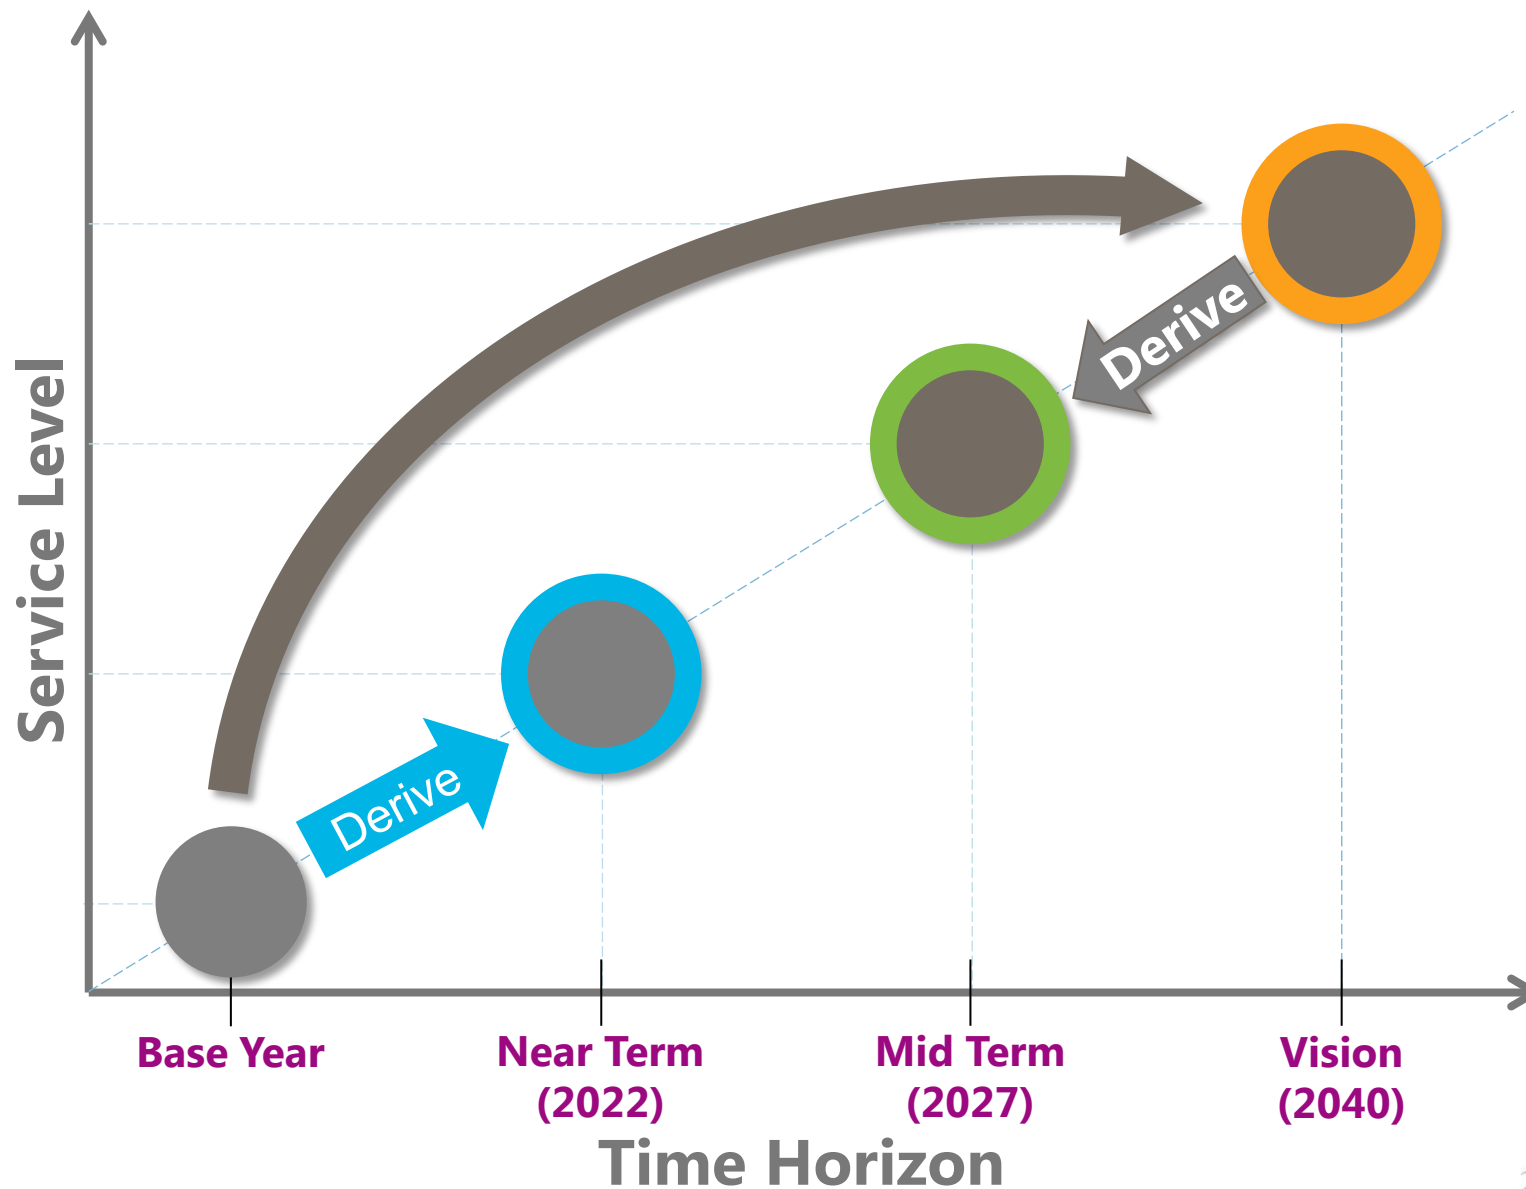 Service Level
Derive
Derive
Base Year
Near Term
(2022)
Mid Term
(2027)
Vision
(2040)
Time Horizon